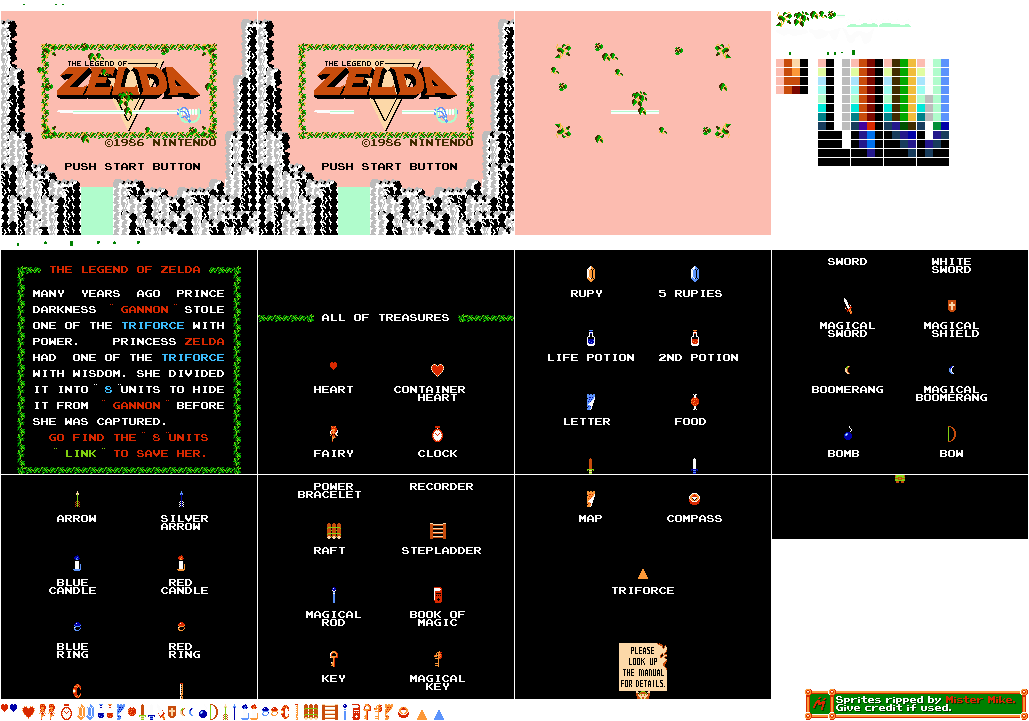 THE LEGEND OF
ZELDA
©1986 NINTENDO
PUSH START BUTTON
THE LEGEND OF
ZELDA
©1986 NINTENDO
PUSH START BUTTON
THE LEGEND OF ZELDA
MANY YEARS AGO PRINCE
DARKNESS "GANNON" STOLE
ONE OF THE TRIFORCE WITH
POWER. PRINCESS ZELDA
HAD ONE OF THE TRIFORCE
WITH WISDOM. SHE DIVIDED
IT INTO "8"UNITS TO HIDE
IT FROM "GANNON" BEFORE
SHE WAS CAPTURED.
GO FIND THE "8"UNITS
"LINK" TO SAVE HER.
ALL OF TREASURES
HEART
CONTAINER
HEART
FAIRY
CLOCK
RUPY
5 RUPIES
LIFE POTION
2ND POTION
LETTER
FOOD
SWORD
WHITE
SWORD
MAGICAL
SWORD
MAGICAL
SHIELD
BOOMERANG
MAGICAL
BOOMERANG
BOMB
BOW
ARROW
SILVER
ARROW
BLUE
CANDLE
RED
CANDLE
BLUE
RING
RED
RING
POWER
BRACELET
RECORDER
RAFT
STEPLADDER
MAGICAL
ROD
BOOK OF
MAGIC
KEY
MAGICAL
KEY
MAP
COMPASS
TRIFORCE
PLEASE
LOOK UP
THE MANUAL
FOR DETAILS.
Sprites ripped by Mister Mike.
Give credit if used.